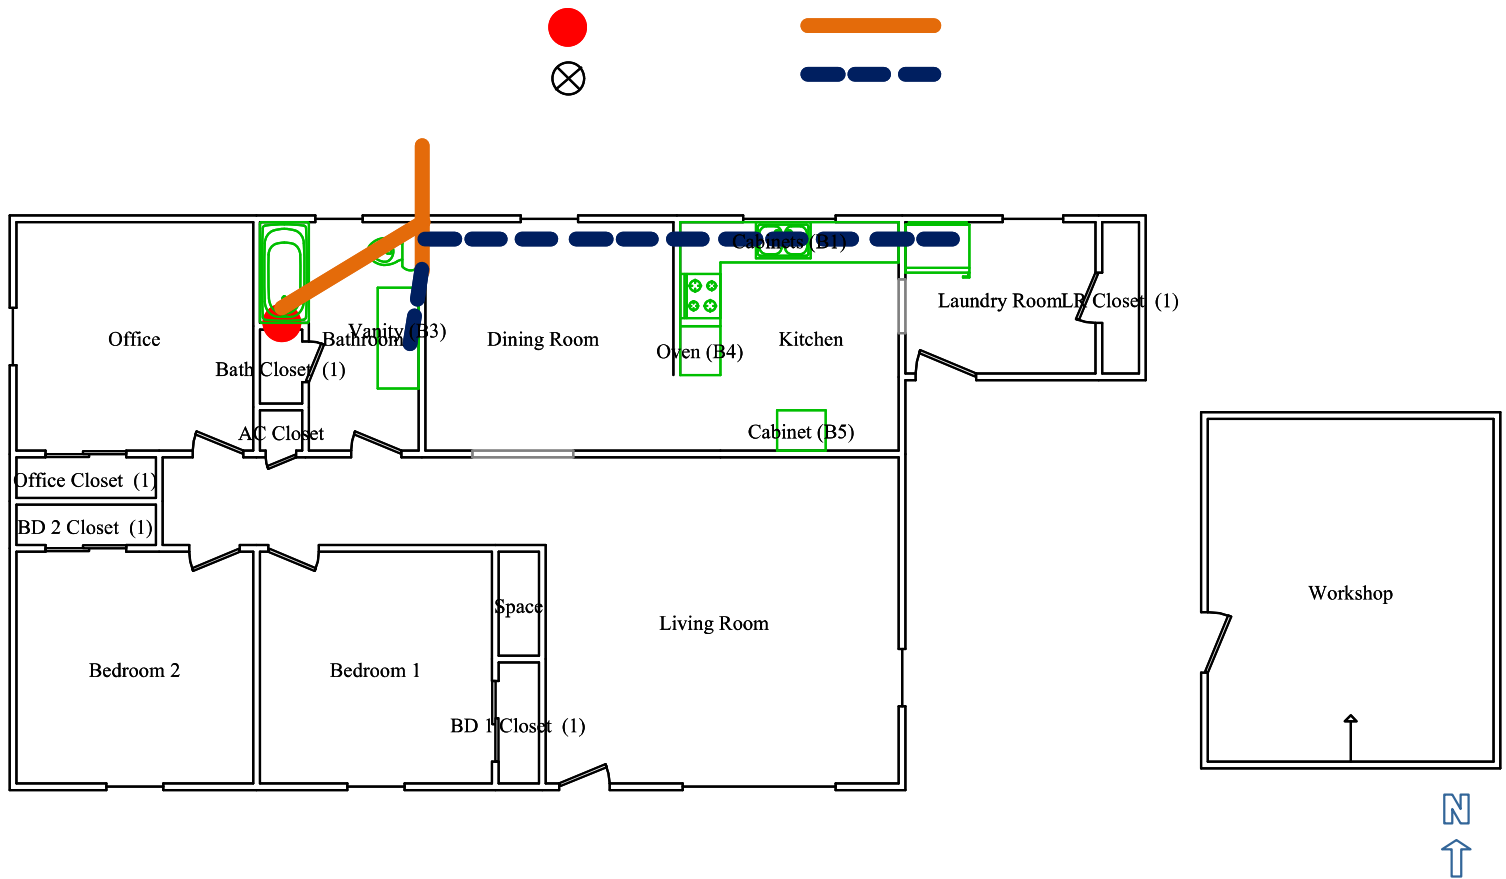 Cabinets (B1)
Laundry Room
LR Closet (1)
Office
Vanity (B3)
Bathroom
Dining Room
Kitchen
Oven (B4)
Bath Closet (1)
AC Closet
Cabinet (B5)
Office Closet (1)
BD 2 Closet (1)
Workshop
Space
Living Room
Bedroom 2
Bedroom 1
BD 1 Closet (1)
N